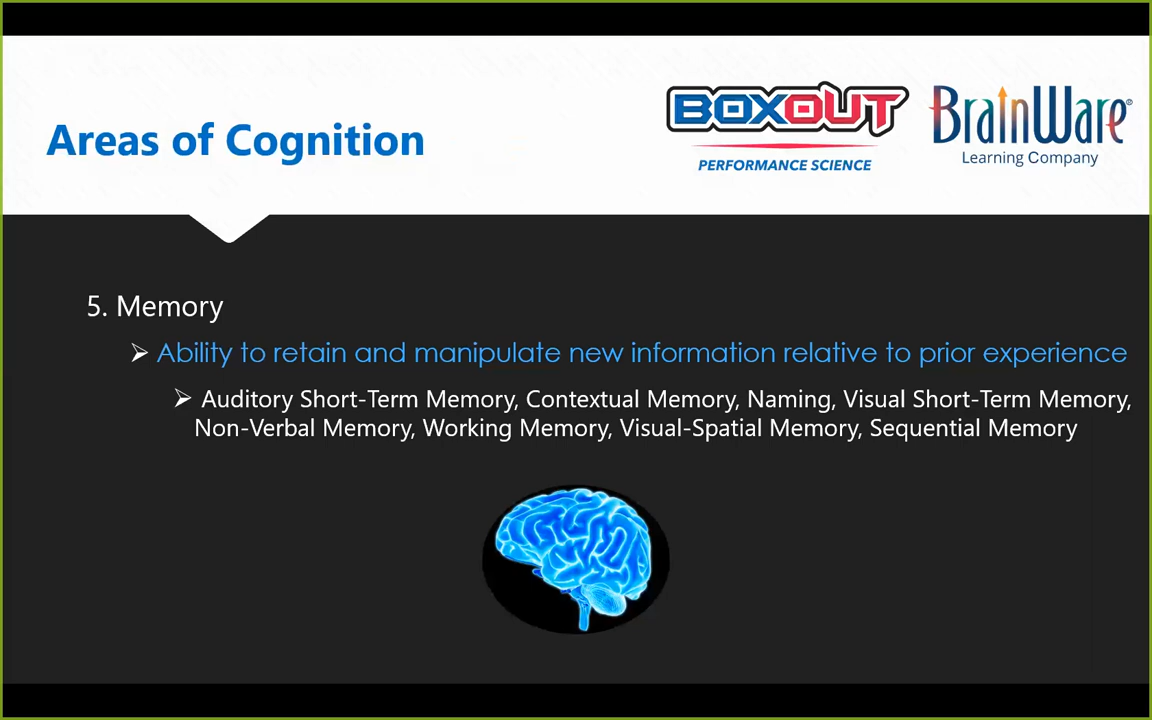 BOXOUT
PERFORMANCE SCIENCE
BrainWare®
Learning Company
Areas of Cognition
5. Memory
Ability to retain and manipulate new information relative to prior experience
Auditory Short-Term Memory, Contextual Memory, Naming, Visual Short-Term Memory,
Non-Verbal Memory, Working Memory, Visual-Spatial Memory, Sequential Memory